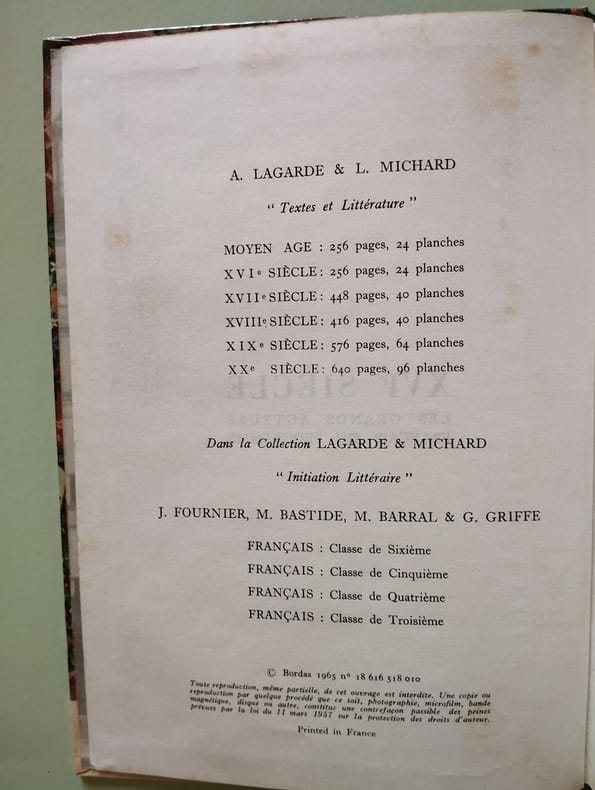 A. LAGARDE & L. MICHARD
“ Textes et Littérature ”
MOYEN AGE : 256 pages, 24 planches
XVIe SIÈCLE : 256 pages, 24 planches
XVIIe SIÈCLE : 448 pages, 40 planches
XVIIIe SIÈCLE : 416 pages, 40 planches
XIXe SIÈCLE : 576 pages, 64 planches
XXe SIÈCLE : 640 pages, 96 planches
Dans la Collection LAGARDE & MICHARD
“ Initiation Littéraire ”
J. FOURNIER, M. BASTIDE, M. BARRAL & G. GRIFFE
FRANÇAIS : Classe de Sixième
FRANÇAIS : Classe de Cinquième
FRANÇAIS : Classe de Quatrième
FRANÇAIS : Classe de Troisième
© Bordas 1965 nº 18 616 518 010
Toute reproduction, même partielle, de cet ouvrage est interdite. Une copie ou
reproduction par quelque procédé que ce soit, photographie, microfilm, bande
magnétique, disque ou autre, constitue une contrefaçon passible des peines
prévues par la loi du 11 mars 1957 sur la protection des droits d'auteur.
Printed in France
XVIe SIÈCLE
LES GRANDS AUTEURS